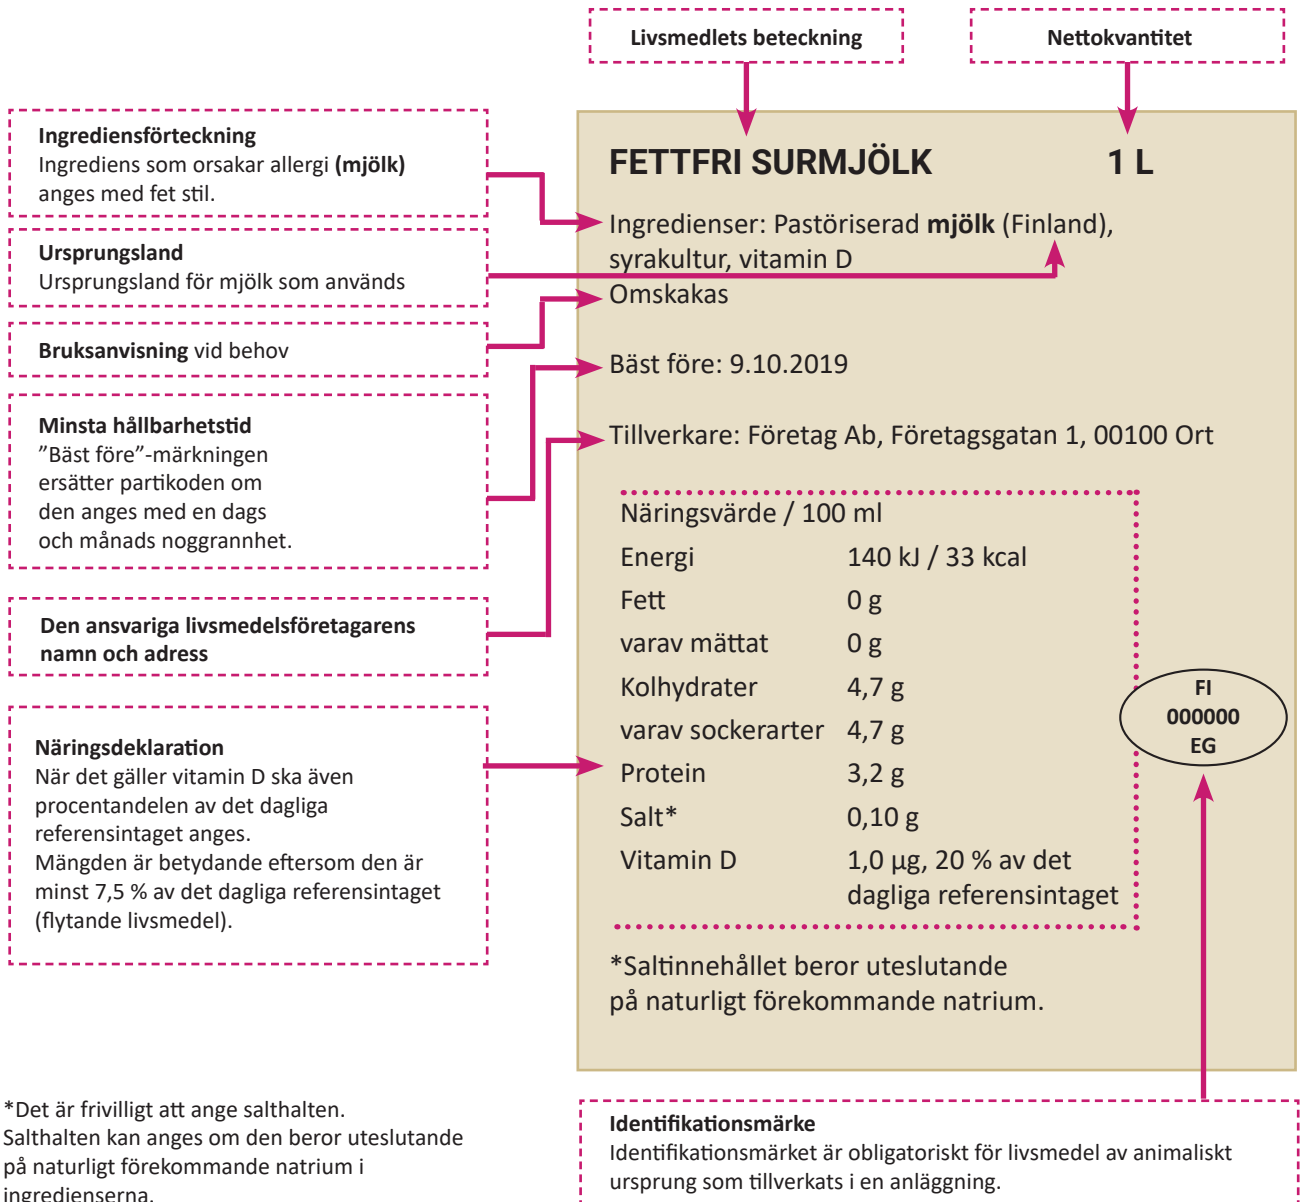 Livsmedlets beteckning
Nettokvantitet
Ingrediensförteckning
Ingrediens som orsakar allergi (mjölk)
anges med fet stil.
Ursprungsland
Ursprungsland för mjölk som används
Bruksanvisning vid behov
Minsta hållbarhetstid
”Bäst före”-märkningen
ersätter partikoden om
den anges med en dags
och månads noggrannhet.
Den ansvariga livsmedelsföretagarens
namn och adress
Näringsdeklaration
När det gäller vitamin D ska även
procentandelen av det dagliga
referensintaget anges.
Mängden är betydande eftersom den är
minst 7,5 % av det dagliga referensintaget
(flytande livsmedel).
FETTFRI SURMJÖLK 1 L
Ingredienser: Pastöriserad mjölk (Finland),
syrakultur, vitamin D
Omskakas
Bäst före: 9.10.2019
Tillverkare: Företag Ab, Företagsgatan 1, 00100 Ort
Näringsvärde / 100 ml
Energi 140 kJ / 33 kcal
Fett 0 g
varav mättat 0 g
Kolhydrater 4,7 g
varav sockerarter 4,7 g
Protein 3,2 g
Salt* 0,10 g
Vitamin D 1,0 µg, 20 % av det
dagliga referensintaget
*Saltinnehållet beror uteslutande
på naturligt förekommande natrium.
FI
000000
EG
*Det är frivilligt att ange salthalten.
Salthalten kan anges om den beror uteslutande
på naturligt förekommande natrium i
ingredienserna.
Identifikationsmärke
Identifikationsmärket är obligatoriskt för livsmedel av animaliskt
ursprung som tillverkats i en anläggning.